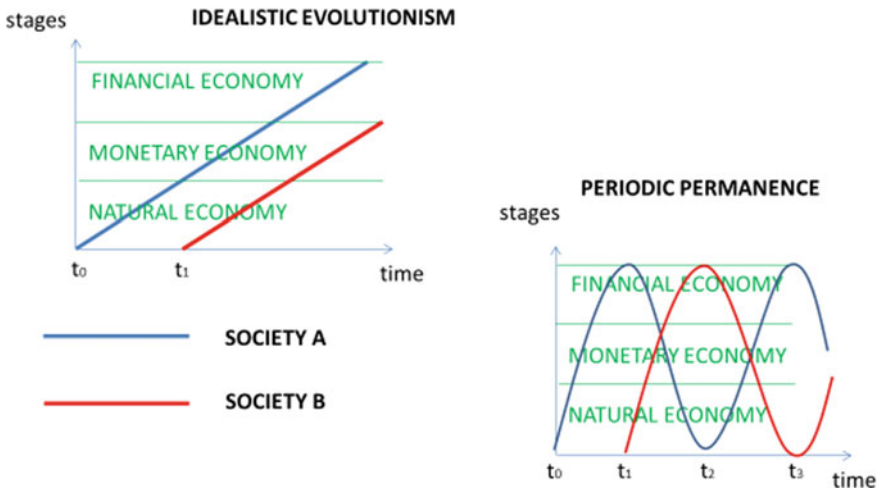 IDEALISTIC EVOLUTIONISM
stages
FINANCIAL ECONOMY
MONETARY ECONOMY
NATURAL ECONOMY
t0 t1 time
SOCIETY A
SOCIETY B
PERIODIC PERMANENCE
stages
FINANCIAL ECONOMY
MONETARY ECONOMY
NATURAL ECONOMY
t0 t1 t2 t3 time